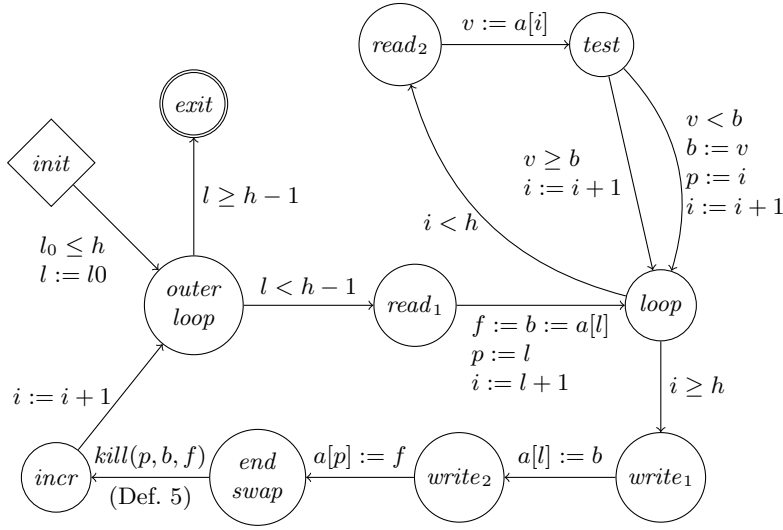 read₂
v := a[i]
test
exit
init
v < b
b := v
p := i
i := i + 1
v ≥ b
i := i + 1
l ≥ h − 1
i < h
l₀ ≤ h
l := l0
outer
loop
l < h − 1
read₁
f := b := a[l]
p := l
i := l + 1
loop
i ≥ h
i := i + 1
incr
kill(p, b, f)
(Def. 5)
end
swap
a[p] := f
write₂
a[l] := b
write₁